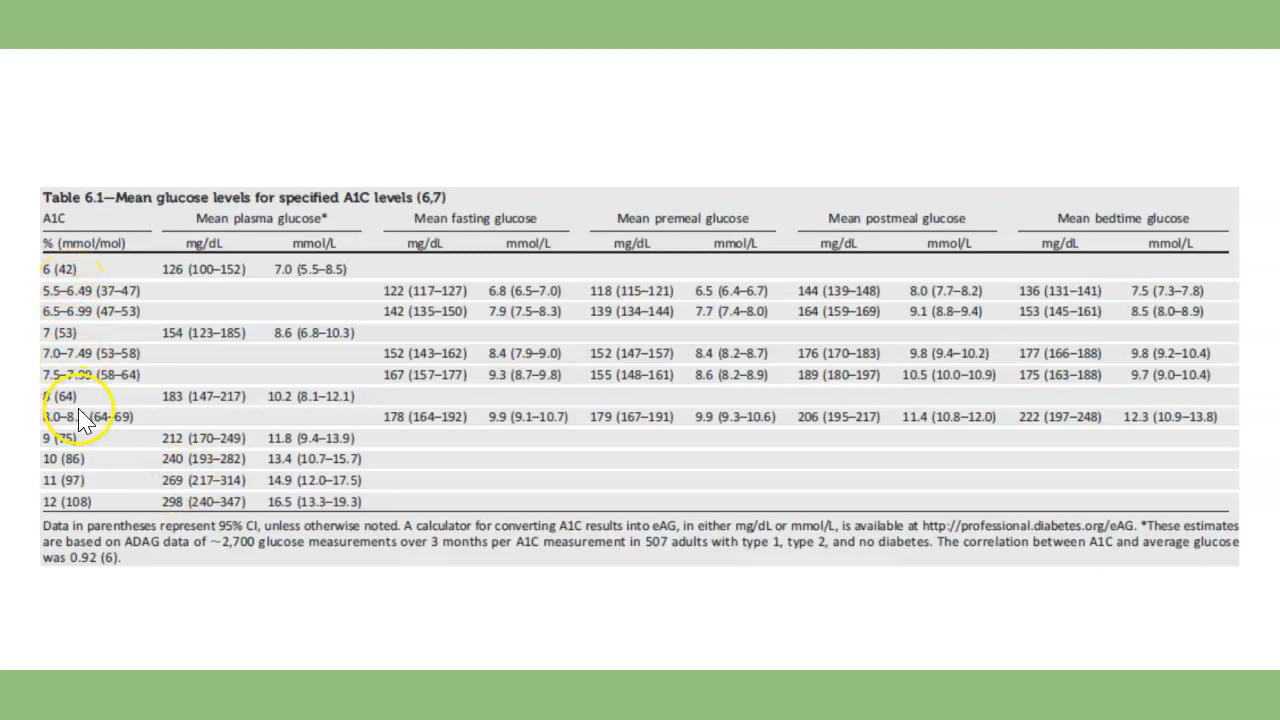 Table 6.1—Mean glucose levels for specified A1C levels (6,7)
A1C Mean plasma glucose* Mean fasting glucose Mean premeal glucose Mean postmeal glucose Mean bedtime glucose
% (mmol/mol) mg/dL mmol/L mg/dL mmol/L mg/dL mmol/L mg/dL mmol/L mg/dL mmol/L
6 (42) 126 (100–152) 7.0 (5.5–8.5)
5.5–6.49 (37–47) 122 (117–127) 6.8 (6.5–7.0) 118 (115–121) 6.5 (6.4–6.7) 144 (139–148) 8.0 (7.7–8.2) 136 (131–141) 7.5 (7.3–7.8)
6.5–6.99 (47–53) 142 (135–150) 7.9 (7.5–8.3) 139 (134–144) 7.7 (7.4–8.0) 164 (159–169) 9.1 (8.8–9.4) 153 (145–161) 8.5 (8.0–8.9)
7 (53) 154 (123–185) 8.6 (6.8–10.3)
7.0–7.49 (53–58) 152 (143–162) 8.4 (7.9–9.0) 152 (147–157) 8.4 (8.2–8.7) 176 (170–183) 9.8 (9.4–10.2) 177 (166–188) 9.8 (9.2–10.4)
7.5–7.99 (58–64) 167 (157–177) 9.3 (8.7–9.8) 155 (148–161) 8.6 (8.2–8.9) 189 (180–197) 10.5 (10.0–10.9) 175 (163–188) 9.7 (9.0–10.4)
8 (64) 183 (147–217) 10.2 (8.1–12.1)
(64–69) 178 (164–192) 9.9 (9.1–10.7) 179 (167–191) 9.9 (9.3–10.6) 206 (195–217) 11.4 (10.8–12.0) 222 (197–248) 12.3 (10.9–13.8)
9 (75) 212 (170–249) 11.8 (9.4–13.9)
10 (86) 240 (193–282) 13.4 (10.7–15.7)
11 (97) 269 (217–314) 14.9 (12.0–17.5)
12 (108) 298 (240–347) 16.5 (13.3–19.3)
Data in parentheses represent 95% CI, unless otherwise noted. A calculator for converting A1C results into eAG, in either mg/dL or mmol/L, is available at http://professional.diabetes.org/eAG. *These estimates
are based on ADAG data of ~2,700 glucose measurements over 3 months per A1C measurement in 507 adults with type 1, type 2, and no diabetes. The correlation between A1C and average glucose
was 0.92 (6).